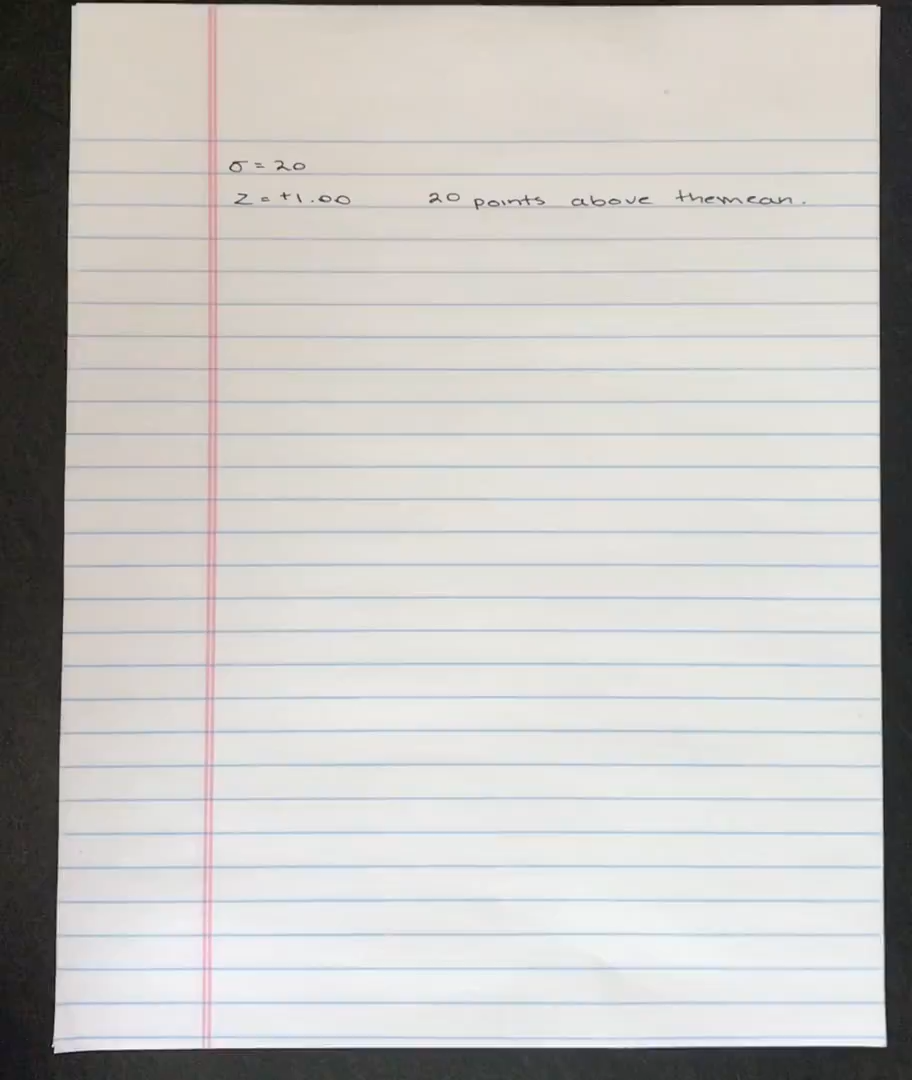 σ = 20
z = +1.00 20 points above themean.